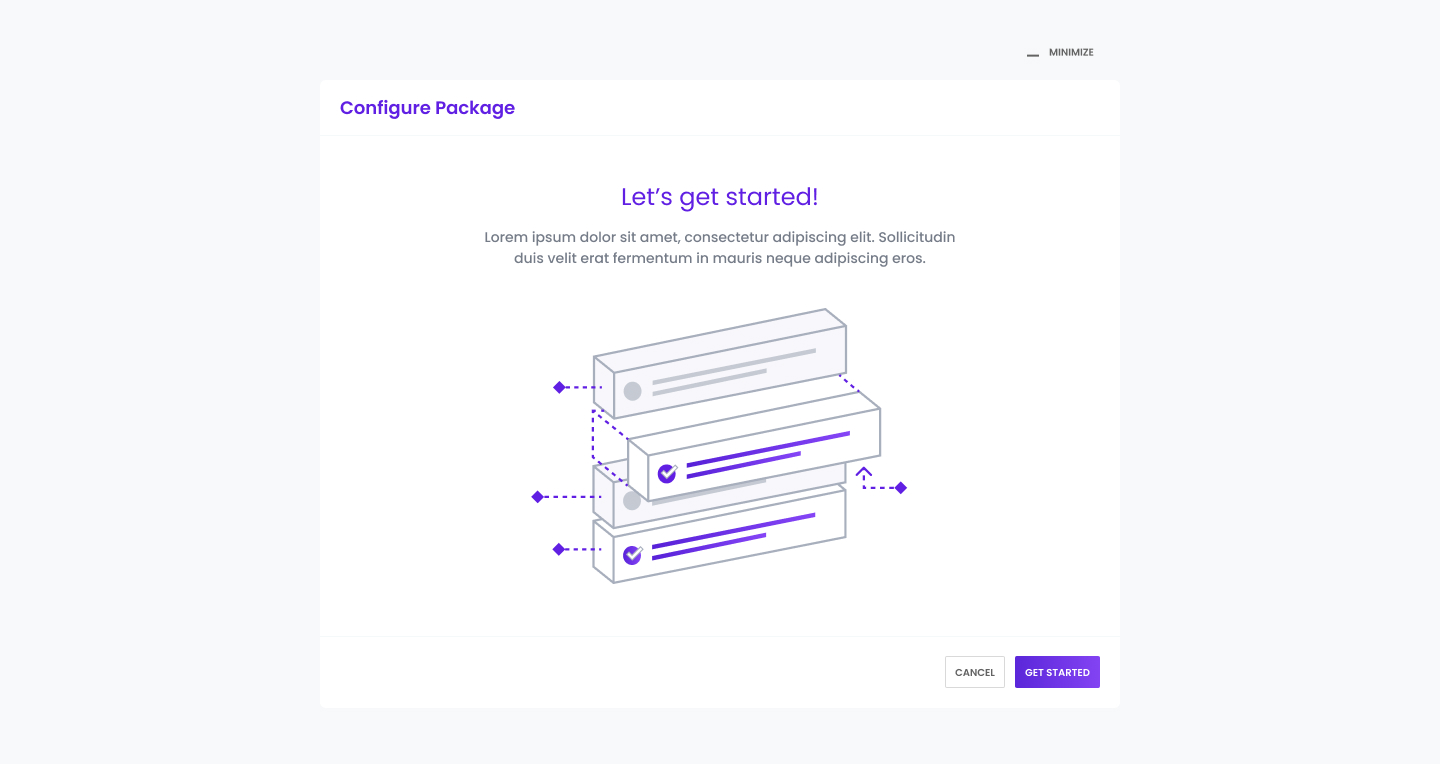 MINIMIZE
Configure Package
Let’s get started!
Lorem ipsum dolor sit amet, consectetur adipiscing elit. Sollicitudin
duis velit erat fermentum in mauris neque adipiscing eros.
CANCEL
GET STARTED